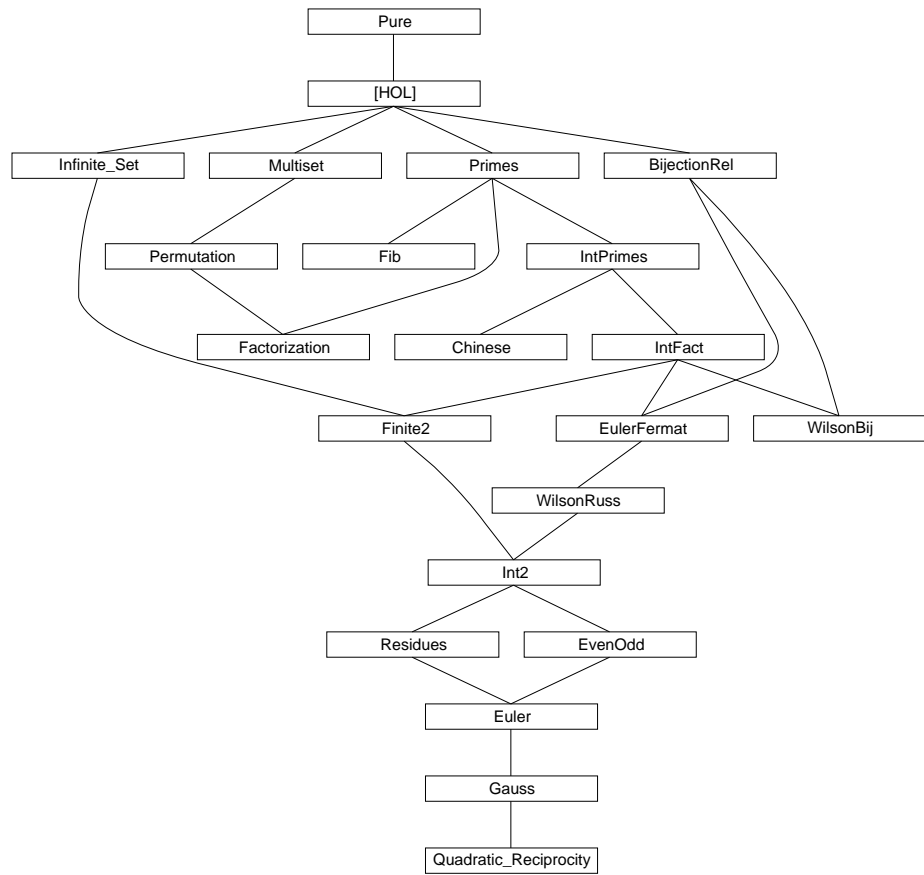 Pure
[HOL]
Infinite_Set
Multiset
Primes
BijectionRel
Permutation
Fib
IntPrimes
Factorization
Chinese
IntFact
Finite2
EulerFermat
WilsonBij
WilsonRuss
Int2
Residues
EvenOdd
Euler
Gauss
Quadratic_Reciprocity